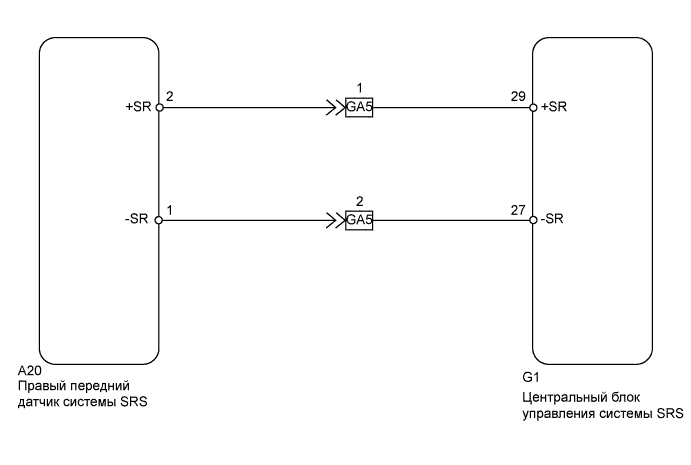 1
+SR 2 GA5 29 +SR
2
-SR 1 GA5 27 -SR
A20
Правый передний
датчик системы SRS
G1
Центральный блок
управления системы SRS